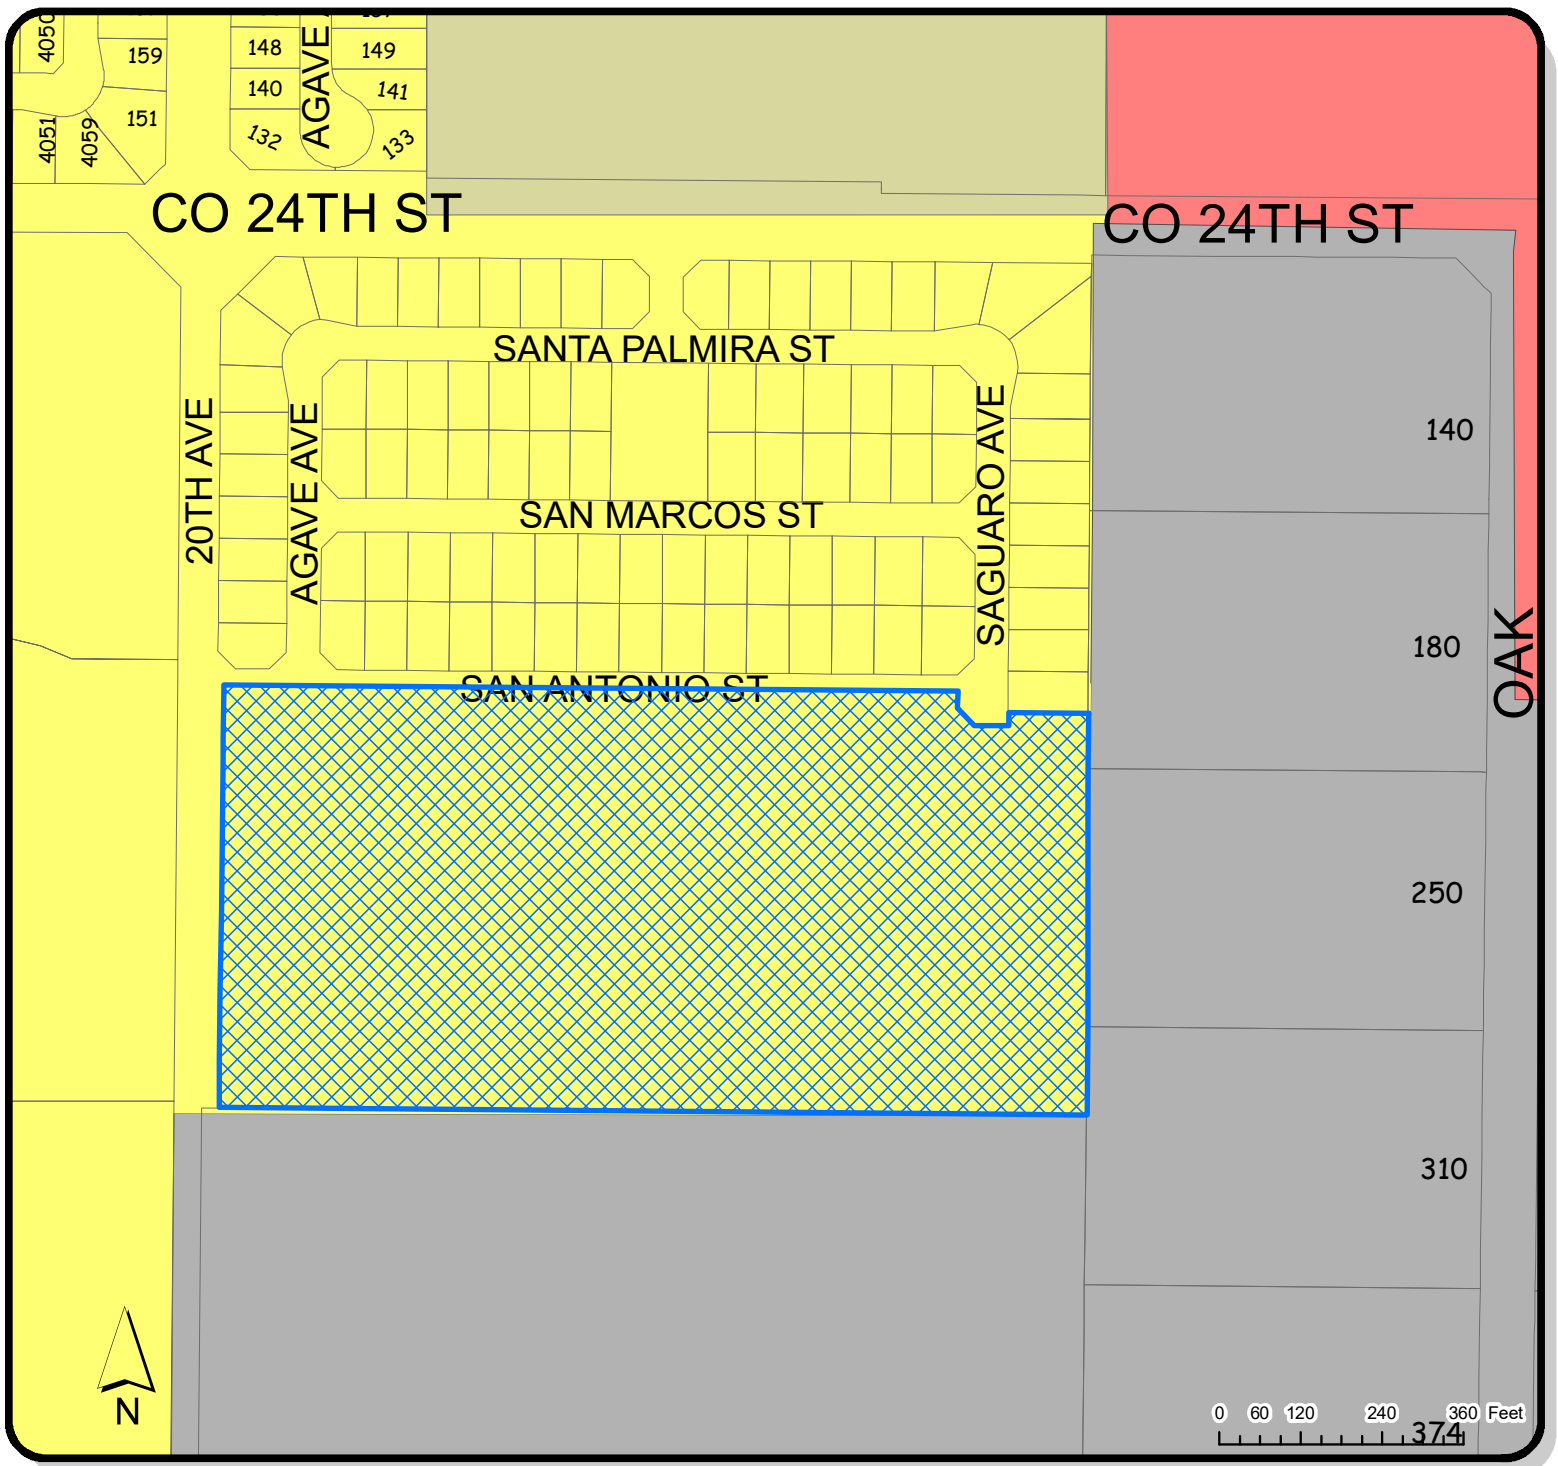 4050
159
148
149
140
141
151
132
133
4051
4059
AGAVE
CO 24TH ST
CO 24TH ST
SANTA PALMIRA ST
20TH AVE
AGAVE AVE
SAGUARO AVE
140
SAN MARCOS ST
180
OAK
SAN ANTONIO ST
250
310
N
0 60 120 240 360 Feet
374